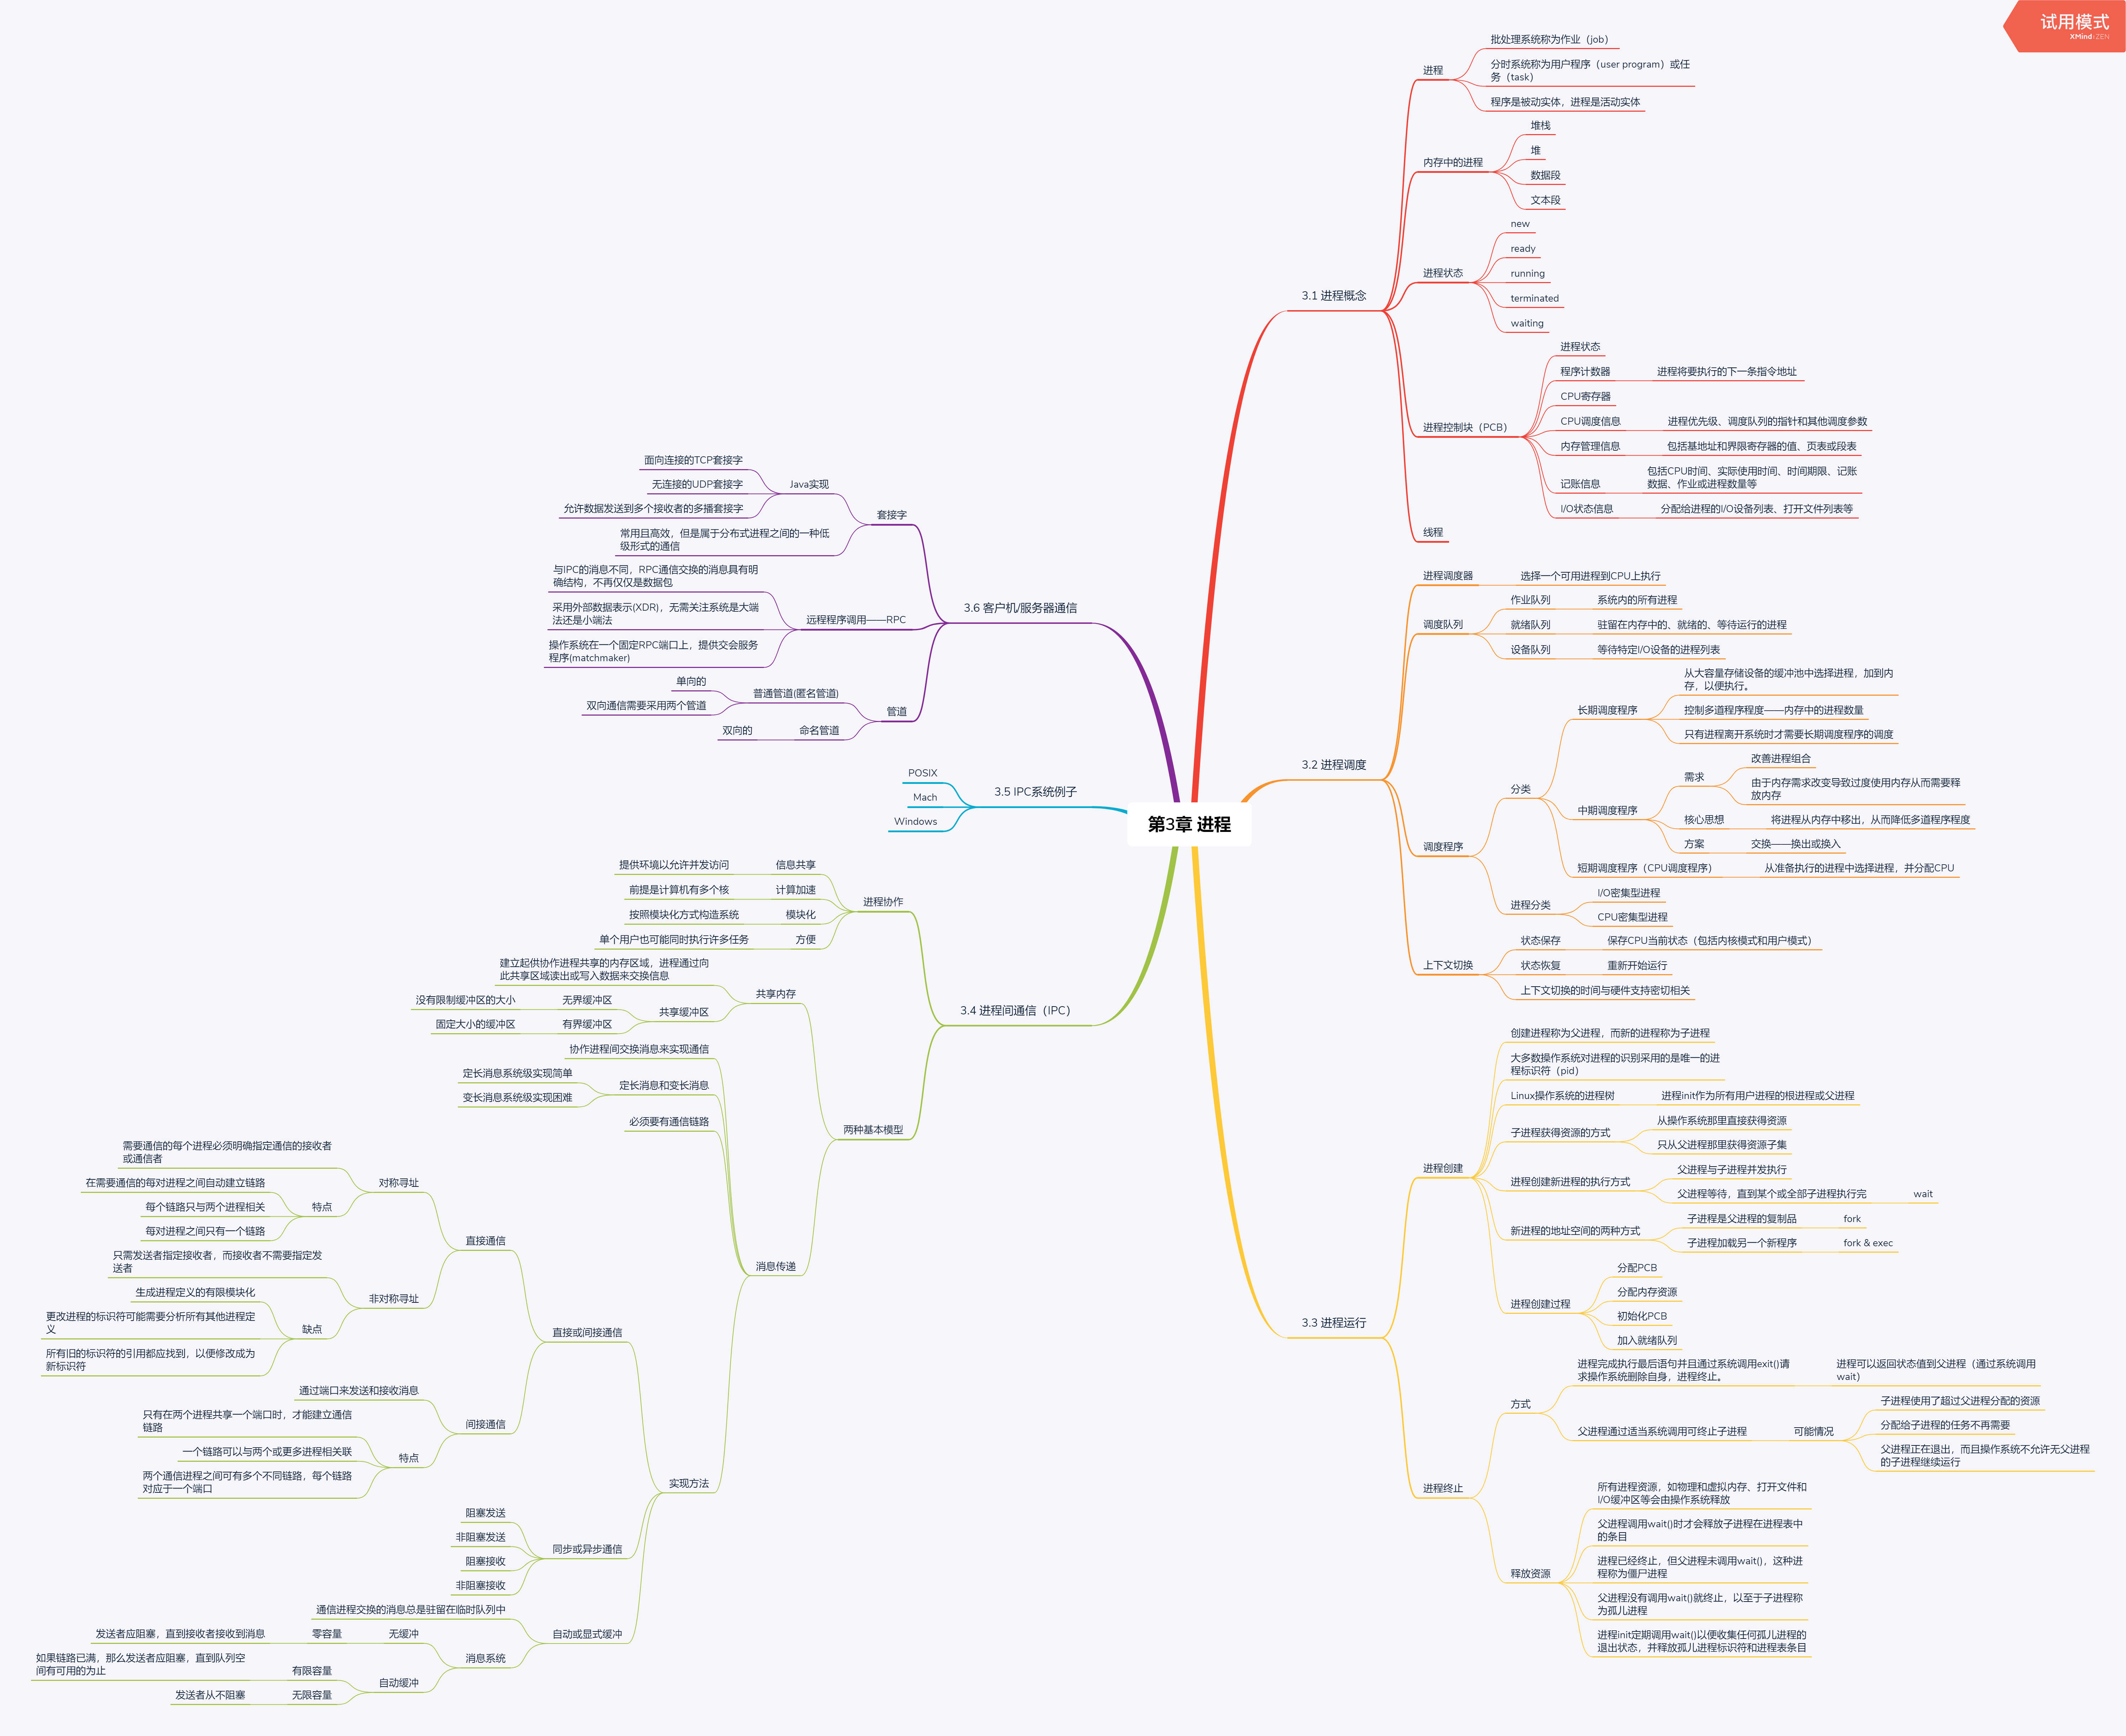 试用模式
XMind:ZEN
第3章 进程
3.1 进程概念
进程
批处理系统称为作业（job）
分时系统称为用户程序（user program）或任
务（task）
程序是被动实体，进程是活动实体
内存中的进程
堆栈
堆
数据段
文本段
进程状态
new
ready
running
terminated
waiting
进程控制块（PCB）
进程状态
程序计数器
进程将要执行的下一条指令地址
CPU寄存器
CPU调度信息
进程优先级、调度队列的指针和其他调度参数
内存管理信息
包括基地址和界限寄存器的值、页表或段表
记账信息
包括CPU时间、实际使用时间、时间期限、记账
数据、作业或进程数量等
I/O状态信息
分配给进程的I/O设备列表、打开文件列表等
线程
3.2 进程调度
进程调度器
选择一个可用进程到CPU上执行
调度队列
作业队列
系统内的所有进程
就绪队列
驻留在内存中的、就绪的、等待运行的进程
设备队列
等待特定I/O设备的进程列表
调度程序
分类
长期调度程序
从大容量存储设备的缓冲池中选择进程，加到内
存，以便执行。
控制多道程序程度——内存中的进程数量
只有进程离开系统时才需要长期调度程序的调度
中期调度程序
需求
改善进程组合
由于内存需求改变导致过度使用内存从而需要释
放内存
核心思想
将进程从内存中移出，从而降低多道程序程度
方案
交换——换出或换入
短期调度程序（CPU调度程序）
从准备执行的进程中选择进程，并分配CPU
进程分类
I/O密集型进程
CPU密集型进程
上下文切换
状态保存
保存CPU当前状态（包括内核模式和用户模式）
状态恢复
重新开始运行
上下文切换的时间与硬件支持密切相关
3.3 进程运行
进程创建
创建进程称为父进程，而新的进程称为子进程
大多数操作系统对进程的识别采用的是唯一的进
程标识符（pid）
Linux操作系统的进程树
进程init作为所有用户进程的根进程或父进程
子进程获得资源的方式
从操作系统那里直接获得资源
只从父进程那里获得资源子集
进程创建新进程的执行方式
父进程与子进程并发执行
父进程等待，直到某个或全部子进程执行完
wait
新进程的地址空间的两种方式
子进程是父进程的复制品
fork
子进程加载另一个新程序
fork & exec
进程创建过程
分配PCB
分配内存资源
初始化PCB
加入就绪队列
进程终止
方式
进程完成执行最后语句并且通过系统调用exit()请
求操作系统删除自身，进程终止。
进程可以返回状态值到父进程（通过系统调用
wait）
父进程通过适当系统调用可终止子进程
可能情况
子进程使用了超过父进程分配的资源
分配给子进程的任务不再需要
父进程正在退出，而且操作系统不允许无父进程
的子进程继续运行
释放资源
所有进程资源，如物理和虚拟内存、打开文件和
I/O缓冲区等会由操作系统释放
父进程调用wait()时才会释放子进程在进程表中
的条目
进程已经终止，但父进程未调用wait()，这种进
程称为僵尸进程
父进程没有调用wait()就终止，以至于子进程称
为孤儿进程
进程init定期调用wait()以便收集任何孤儿进程的
退出状态，并释放孤儿进程标识符和进程表条目
3.4 进程间通信（IPC）
进程协作
信息共享
提供环境以允许并发访问
计算加速
前提是计算机有多个核
模块化
按照模块化方式构造系统
方便
单个用户也可能同时执行许多任务
两种基本模型
共享内存
建立起供协作进程共享的内存区域，进程通过向
此共享区域读出或写入数据来交换信息
共享缓冲区
无界缓冲区
没有限制缓冲区的大小
有界缓冲区
固定大小的缓冲区
消息传递
协作进程间交换消息来实现通信
定长消息和变长消息
定长消息系统级实现简单
变长消息系统级实现困难
必须要有通信链路
实现方法
直接或间接通信
直接通信
对称寻址
需要通信的每个进程必须明确指定通信的接收者
或通信者
特点
在需要通信的每对进程之间自动建立链路
每个链路只与两个进程相关
每对进程之间只有一个链路
非对称寻址
只需发送者指定接收者，而接收者不需要指定发
送者
缺点
生成进程定义的有限模块化
更改进程的标识符可能需要分析所有其他进程定
义
所有旧的标识符的引用都应找到，以便修改成为
新标识符
间接通信
通过端口来发送和接收消息
特点
只有在两个进程共享一个端口时，才能建立通信
链路
一个链路可以与两个或更多进程相关联
两个通信进程之间可有多个不同链路，每个链路
对应于一个端口
同步或异步通信
阻塞发送
非阻塞发送
阻塞接收
非阻塞接收
自动或显式缓冲
通信进程交换的消息总是驻留在临时队列中
消息系统
无缓冲
零容量
发送者应阻塞，直到接收者接收到消息
自动缓冲
有限容量
如果链路已满，那么发送者应阻塞，直到队列空
间有可用的为止
无限容量
发送者从不阻塞
3.5 IPC系统例子
POSIX
Mach
Windows
3.6 客户机/服务器通信
套接字
Java实现
面向连接的TCP套接字
无连接的UDP套接字
允许数据发送到多个接收者的多播套接字
常用且高效，但是属于分布式进程之间的一种低
级形式的通信
远程程序调用——RPC
与IPC的消息不同，RPC通信交换的消息具有明
确结构，不再仅仅是数据包
采用外部数据表示(XDR)，无需关注系统是大端
法还是小端法
操作系统在一个固定RPC端口上，提供交会服务
程序(matchmaker)
管道
普通管道(匿名管道)
单向的
双向通信需要采用两个管道
命名管道
双向的